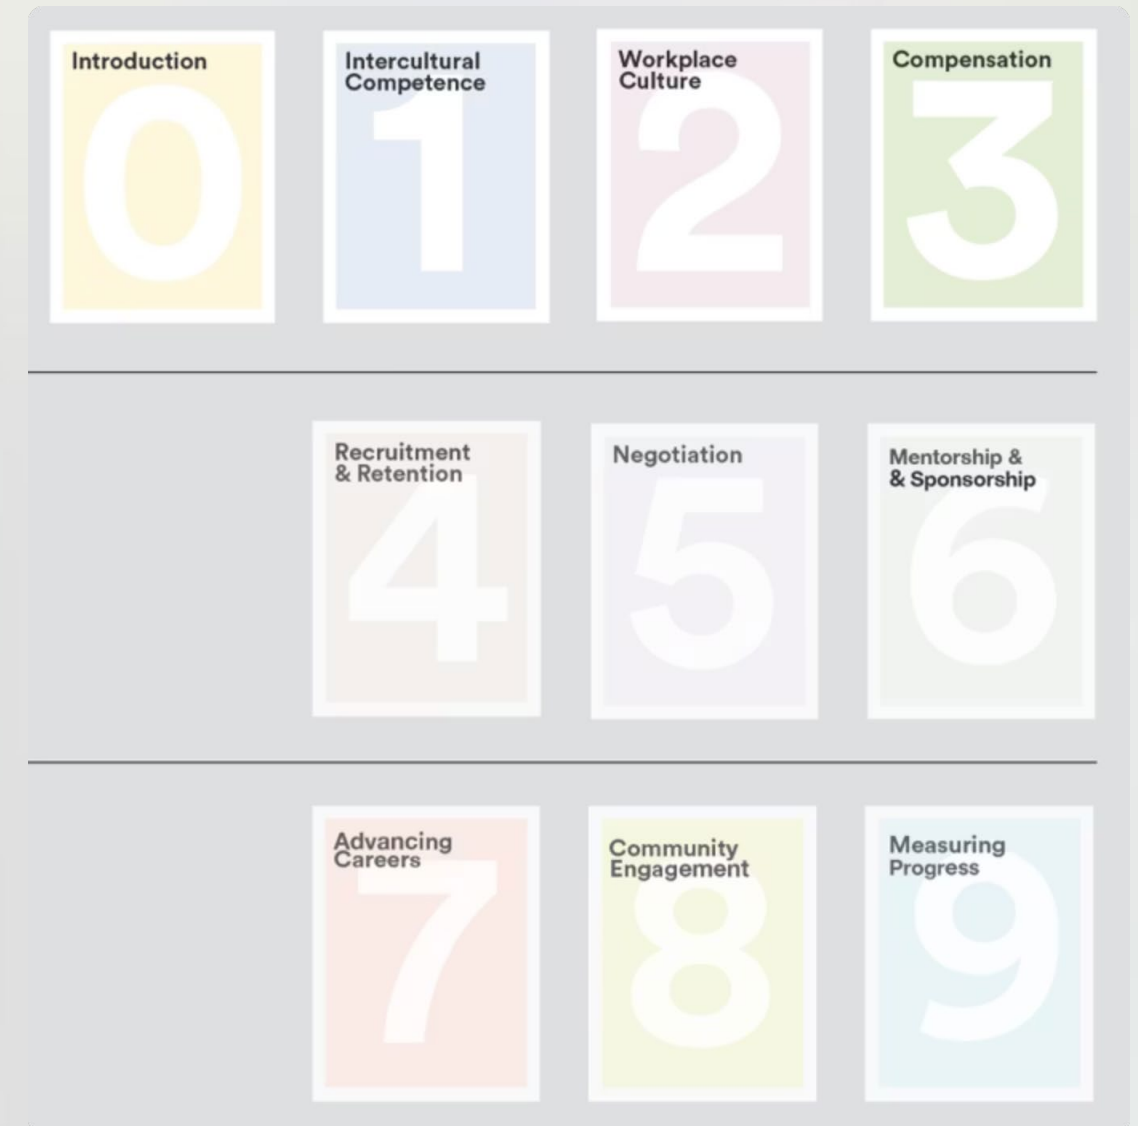 Introduction
0
Intercultural
Competence
1
Workplace
Culture
2
Compensation
3
Recruitment
& Retention
4
Negotiation
5
Mentorship &
& Sponsorship
6
Advancing
Careers
7
Community
Engagement
8
Measuring
Progress
9